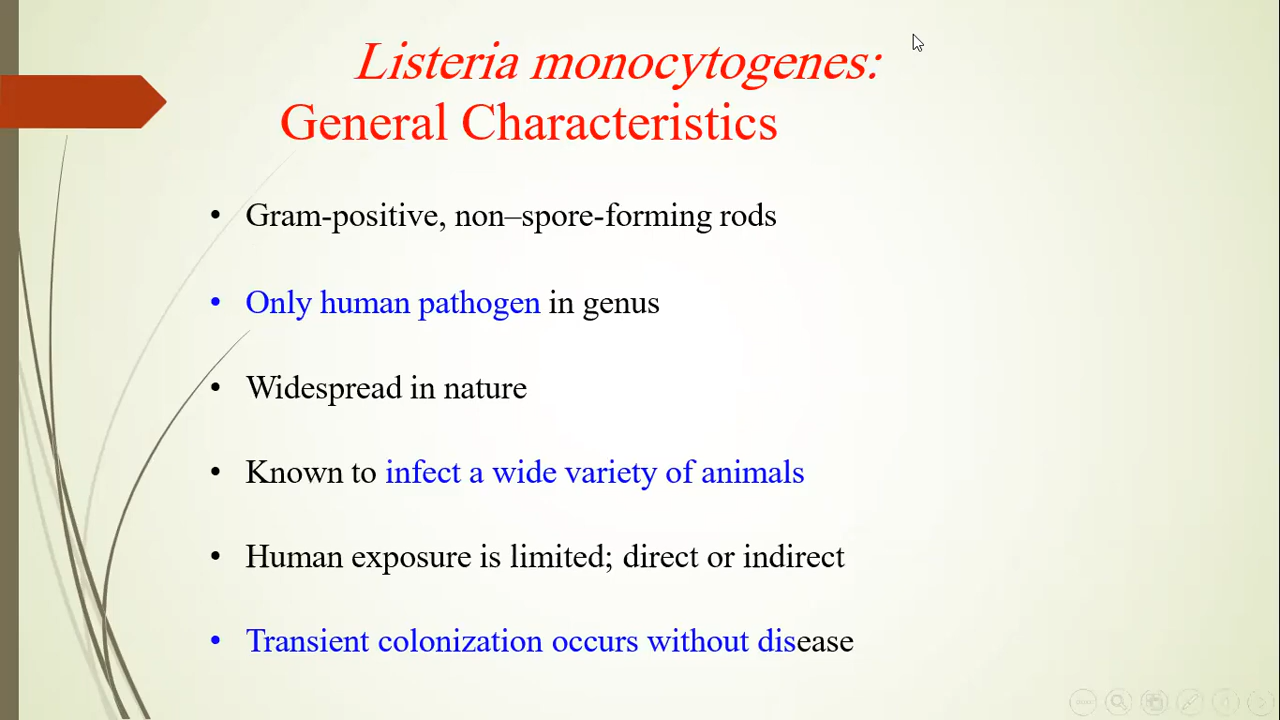 Listeria monocytogenes:
General Characteristics
• Gram-positive, non–spore-forming rods
• Only human pathogen in genus
• Widespread in nature
• Known to infect a wide variety of animals
• Human exposure is limited; direct or indirect
• Transient colonization occurs without disease